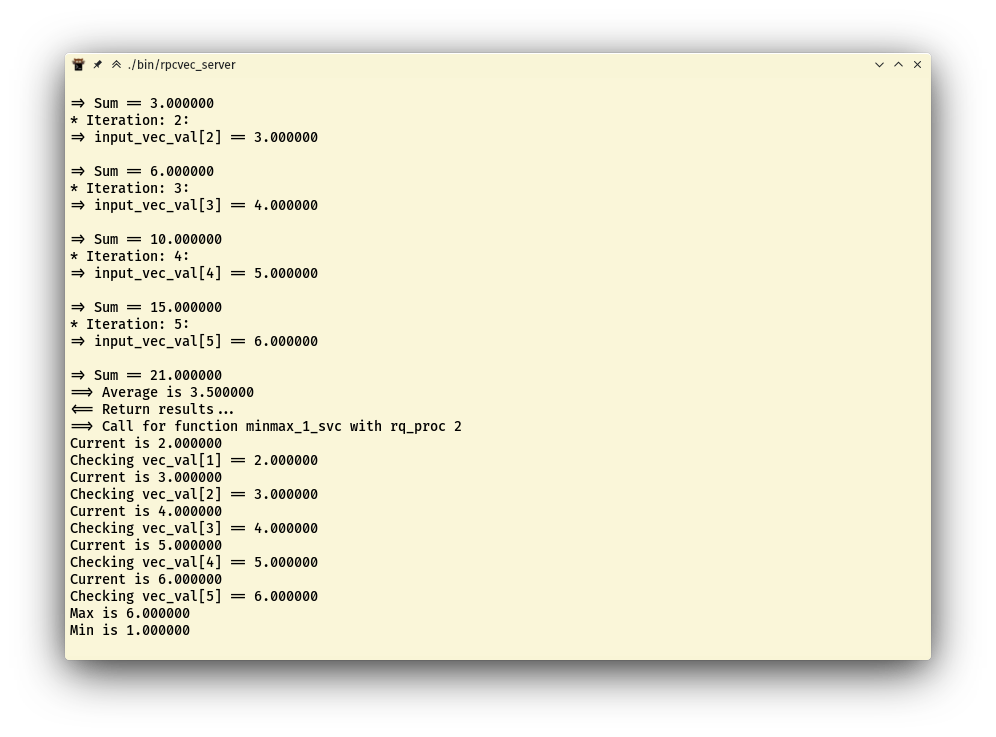 ./bin/rpcvec_server
=> Sum == 3.000000
* Iteration: 2:
=> input_vec_val[2] == 3.000000
=> Sum == 6.000000
* Iteration: 3:
=> input_vec_val[3] == 4.000000
=> Sum == 10.000000
* Iteration: 4:
=> input_vec_val[4] == 5.000000
=> Sum == 15.000000
* Iteration: 5:
=> input_vec_val[5] == 6.000000
=> Sum == 21.000000
==> Average is 3.500000
<== Return results...
==> Call for function minmax_1_svc with rq_proc 2
Current is 2.000000
Checking vec_val[1] == 2.000000
Current is 3.000000
Checking vec_val[2] == 3.000000
Current is 4.000000
Checking vec_val[3] == 4.000000
Current is 5.000000
Checking vec_val[4] == 5.000000
Current is 6.000000
Checking vec_val[5] == 6.000000
Max is 6.000000
Min is 1.000000